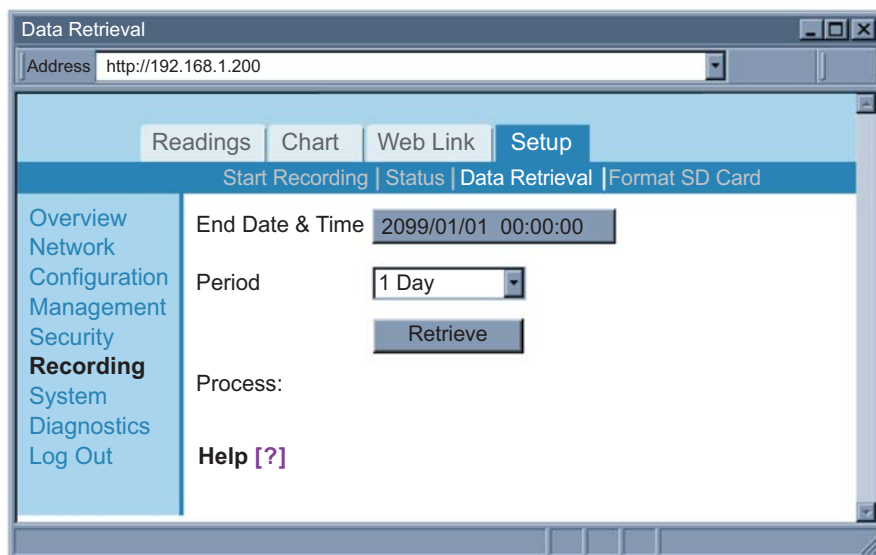 Data Retrieval
Address http://192.168.1.200
Readings Chart Web Link Setup
Start Recording | Status | Data Retrieval | Format SD Card
Overview
Network
Configuration
Management
Security
Recording
System
Diagnostics
Log Out
End Date & Time 2099/01/01 00:00:00
Period 1 Day
Retrieve
Process:
Help [?]